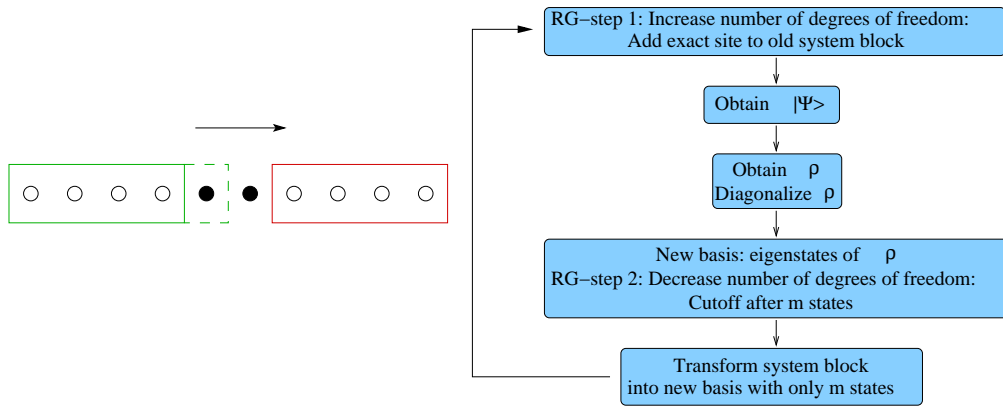 RG−step 1: Increase number of degrees of freedom:
Add exact site to old system block
Obtain |Ψ>
Obtain ρ
Diagonalize ρ
New basis: eigenstates of ρ
RG−step 2: Decrease number of degrees of freedom:
Cutoff after m states
Transform system block
into new basis with only m states